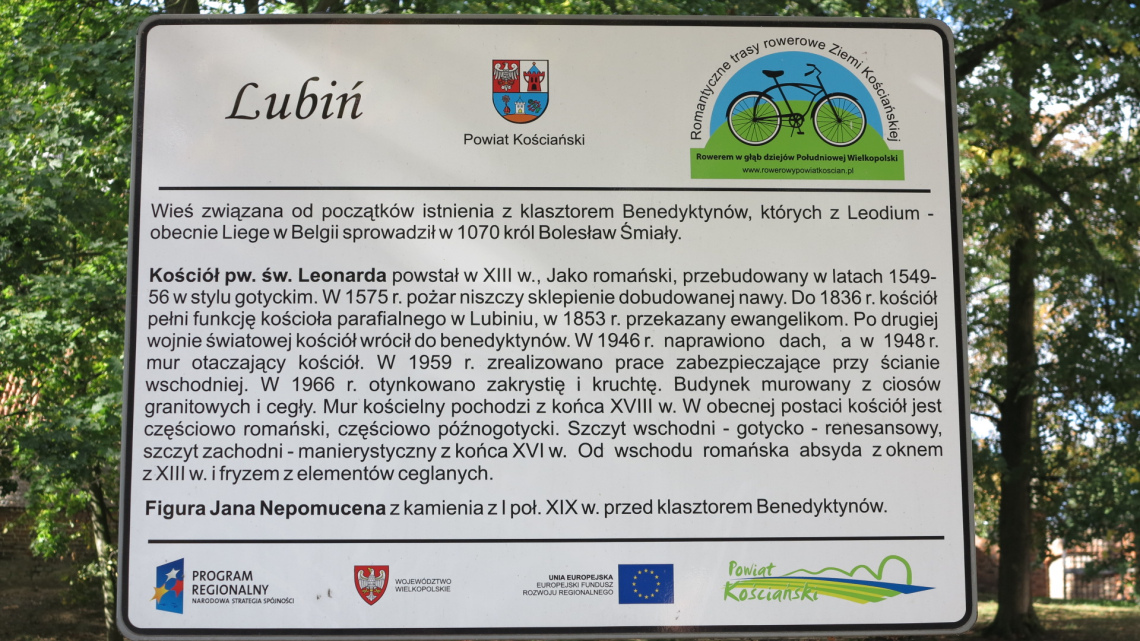 Lubiń
Powiat Kościański
Romantyczne trasy rowerowe Ziemi Kościańskiej
Rowerem w głąb dziejów Południowej Wielkopolski
www.rowerowypowiatkoscian.pl
Wieś związana od początków istnienia z klasztorem Benedyktynów, których z Leodium -
obecnie Liege w Belgii sprowadził w 1070 król Bolesław Śmiały.
Kościół pw. św. Leonarda powstał w XIII w., Jako romański, przebudowany w latach 1549-
56 w stylu gotyckim. W 1575 r. pożar niszczy sklepienie dobudowanej nawy. Do 1836 r. kościół
pełni funkcję kościoła parafialnego w Lubiniu, w 1853 r. przekazany ewangelikom. Po drugiej
wojnie światowej kościół wrócił do benedyktynów. W 1946 r. naprawiono dach, a w 1948 r.
mur otaczający kościół. W 1959 r. zrealizowano prace zabezpieczające przy ścianie
wschodniej. W 1966 r. otynkowano zakrystię i kruchtę. Budynek murowany z ciosów
granitowych i cegły. Mur kościelny pochodzi z końca XVIII w. W obecnej postaci kościół jest
częściowo romański, częściowo późnogotycki. Szczyt wschodni - gotycko - renesansowy,
szczyt zachodni - manierystyczny z końca XVI w. Od wschodu romańska absyda z oknem
z XIII w. i fryzem z elementów ceglanych.
Figura Jana Nepomucena z kamienia z I poł. XIX w. przed klasztorem Benedyktynów.
PROGRAM
REGIONALNY
NARODOWA STRATEGIA SPÓJNOŚCI
WOJEWÓDZTWO
WIELKOPOLSKIE
UNIA EUROPEJSKA
EUROPEJSKI FUNDUSZ
ROZWOJU REGIONALNEGO
Powiat
Kościański